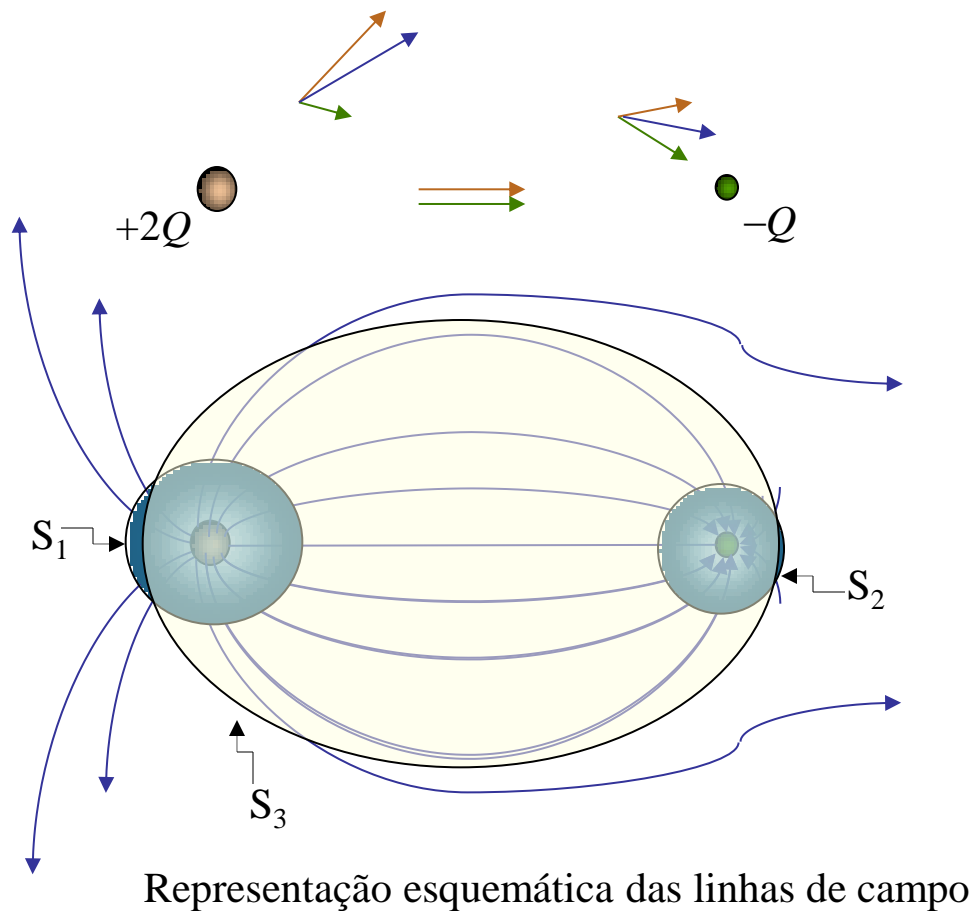 +2Q
−Q
S₁
S₂
S₃
Representação esquemática das linhas de campo